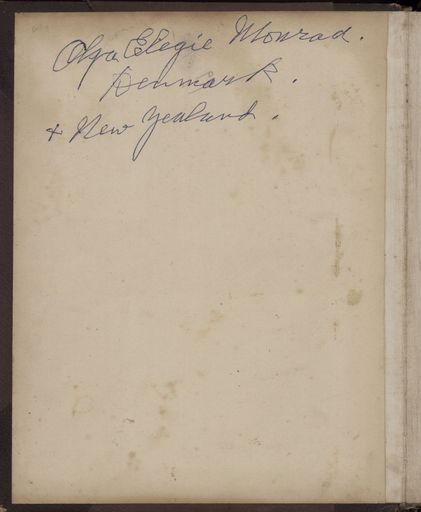 Olga Elegie Monrad.
Denmark.
+ New Zealand.